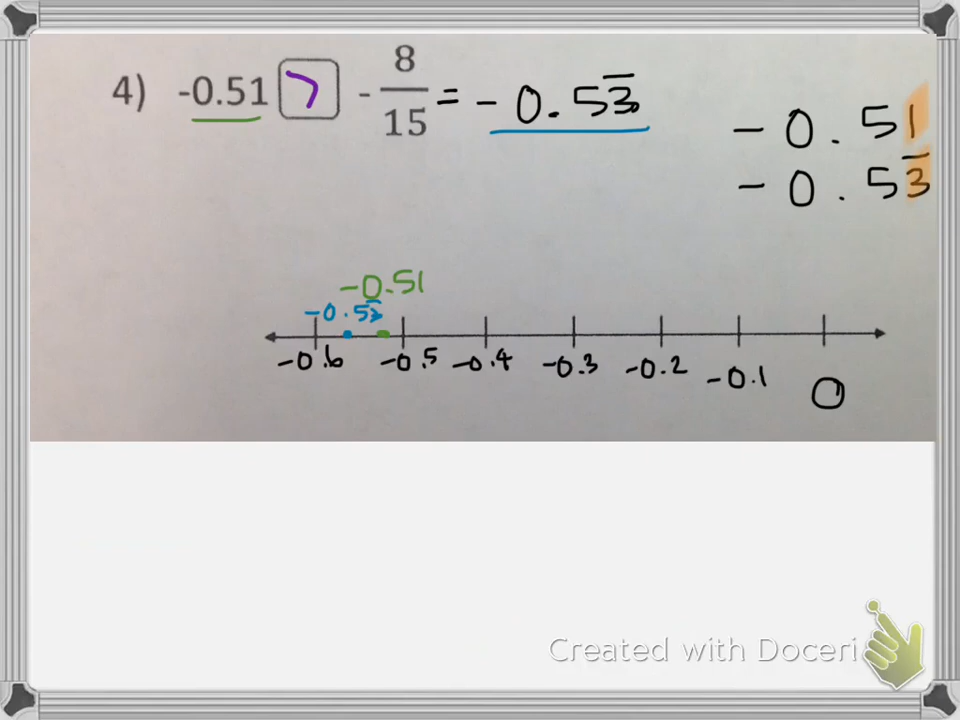 4) -0.51 > - 8/15 = -0.53̅
-0.51
-0.53̅
-0.51
-0.53̅
-0.6 -0.5 -0.4 -0.3 -0.2 -0.1 0
Created with Doceri